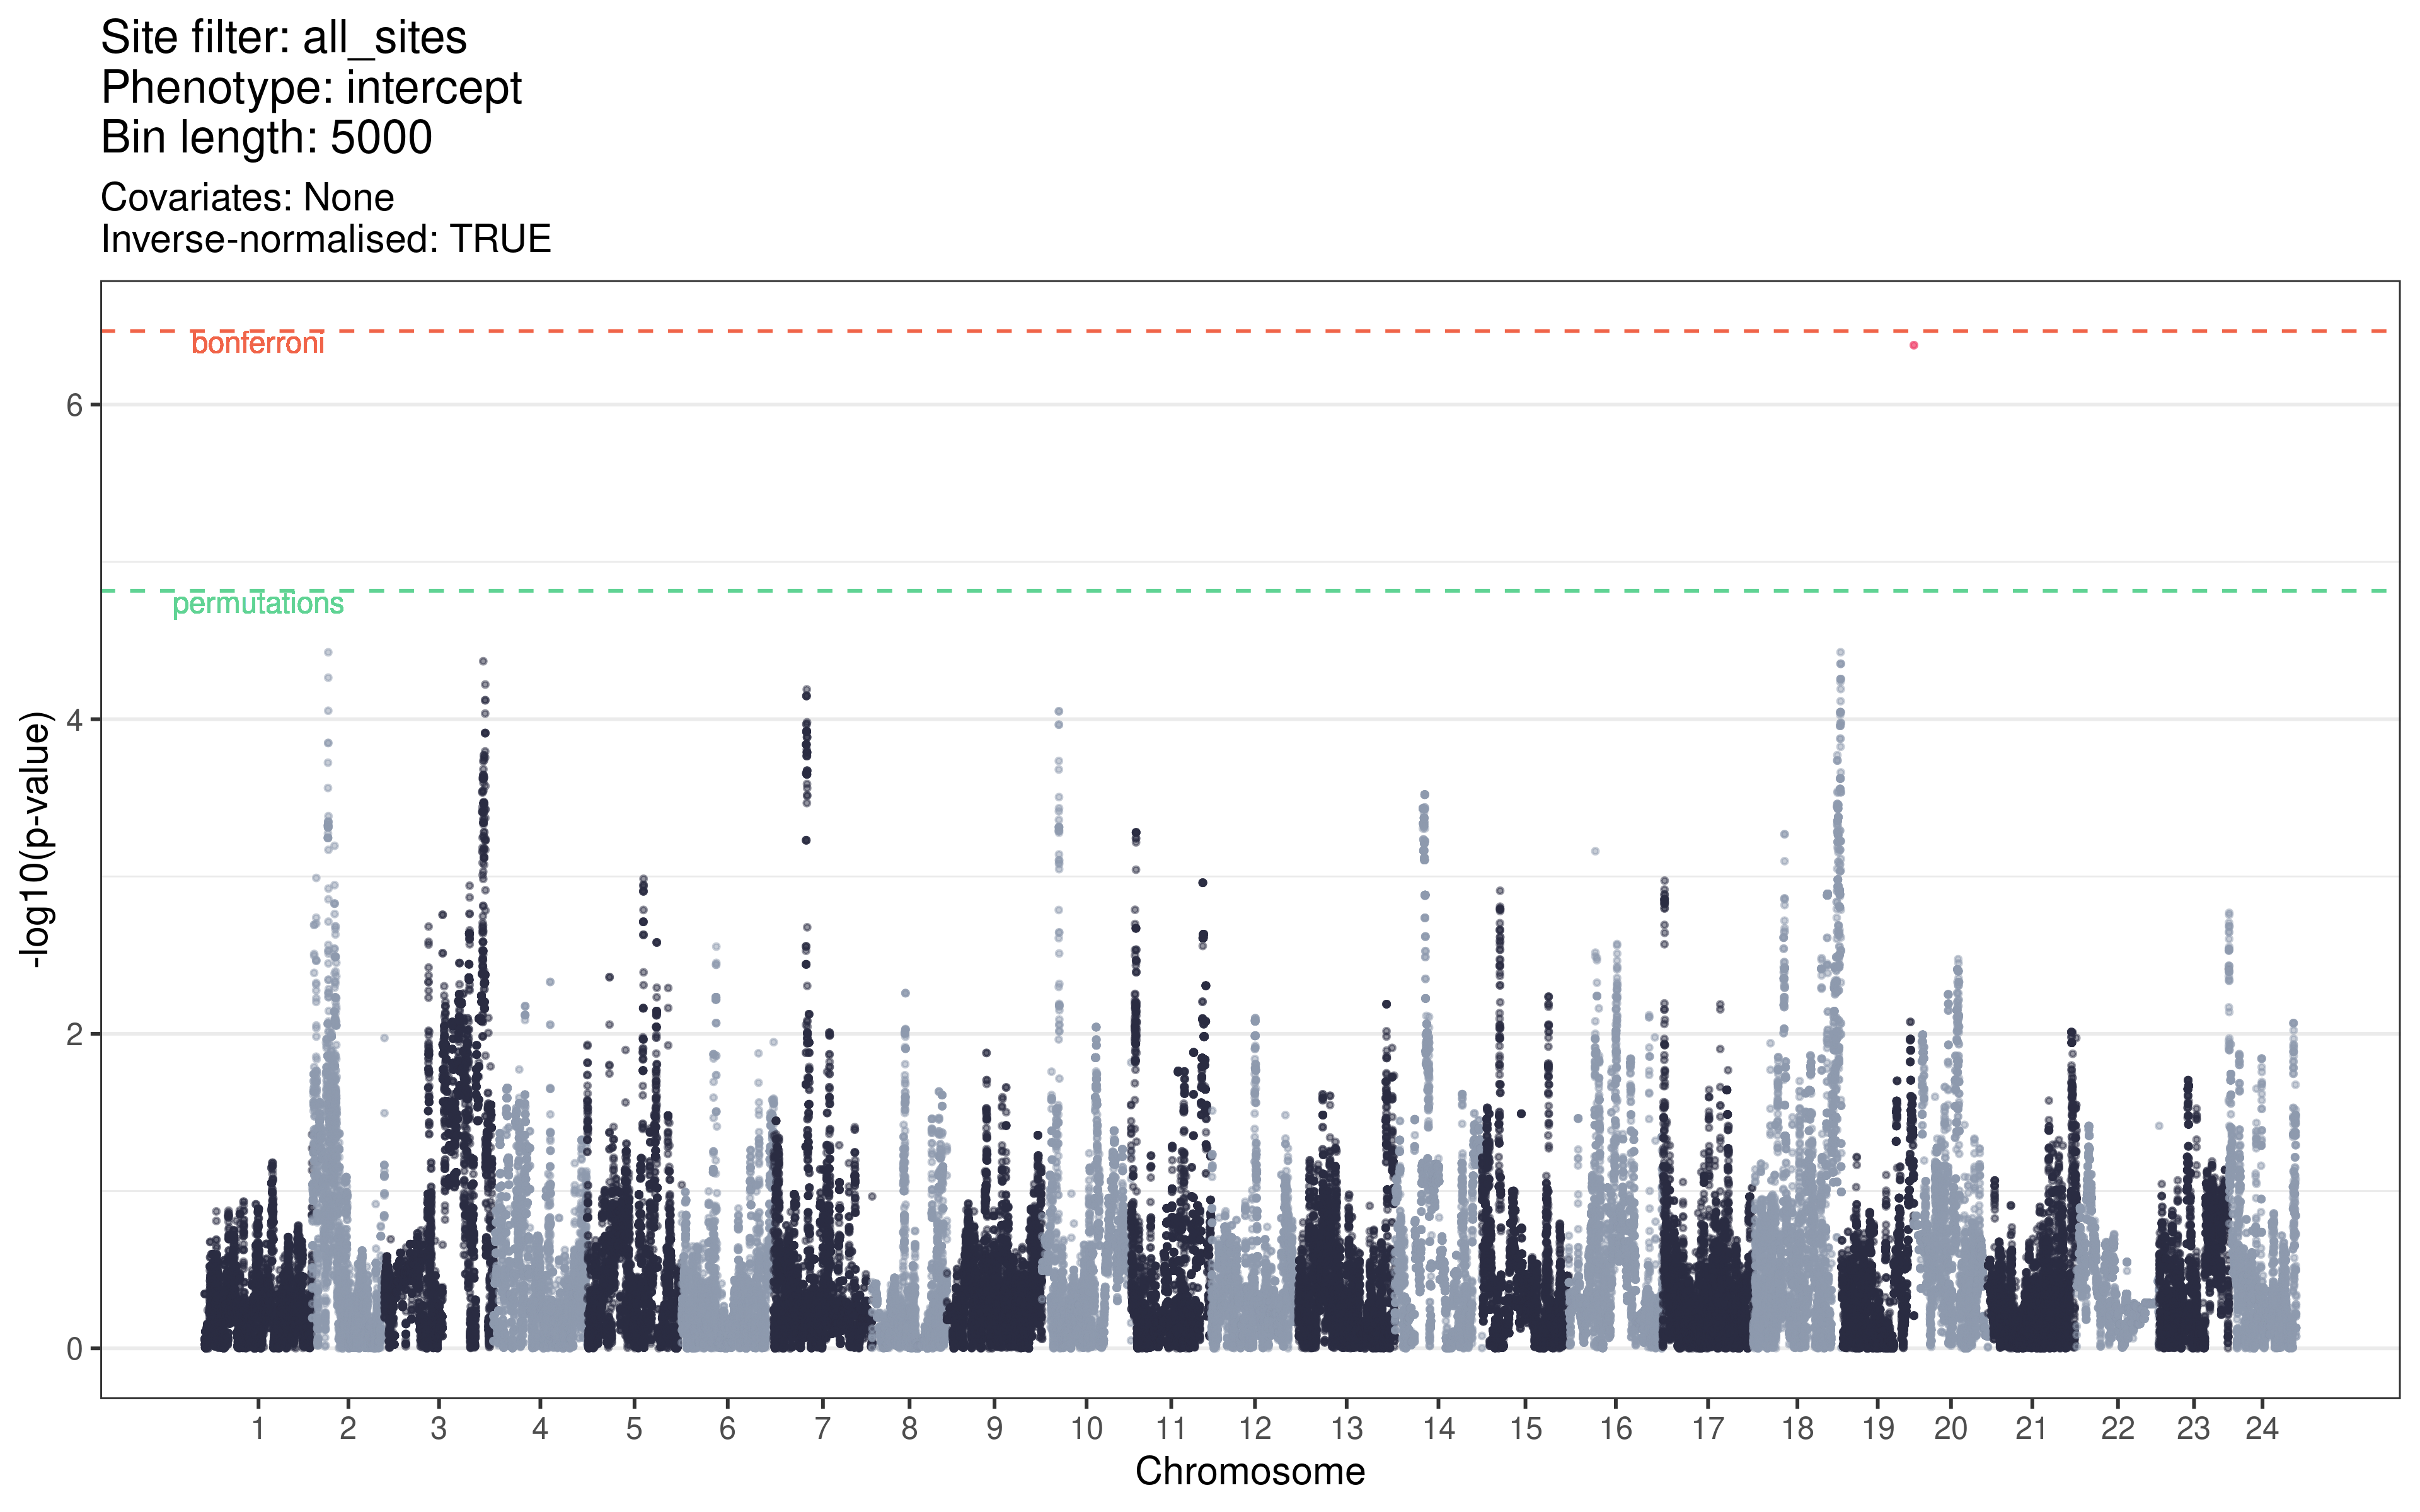 Site filter: all_sites
Phenotype: intercept
Bin length: 5000
Covariates: None
Inverse-normalised: TRUE
bonferroni
6
permutations
4
2
0
-log10(p-value)
1 2 3 4 5 6 7 8 9 10 11 12 13 14 15 16 17 18 19 20 21 22 23 24
Chromosome